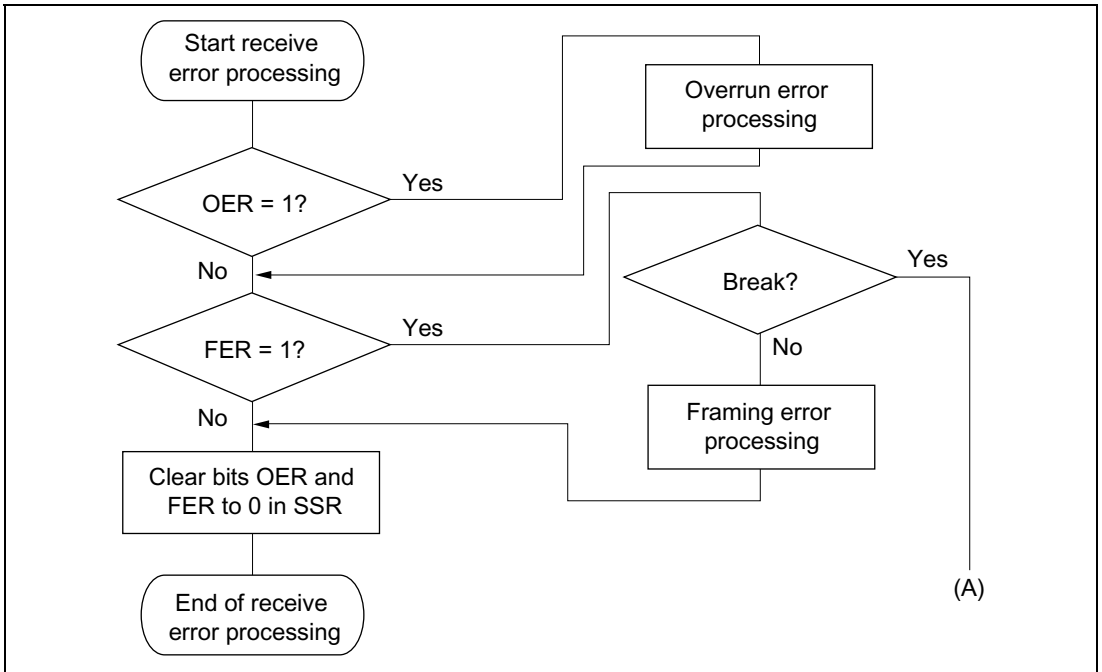 Start receive
error processing
Overrun error
processing
Yes
OER = 1?
No
Break?
Yes
Yes
FER = 1?
No
No
Framing error
processing
Clear bits OER and
FER to 0 in SSR
(A)
End of receive
error processing